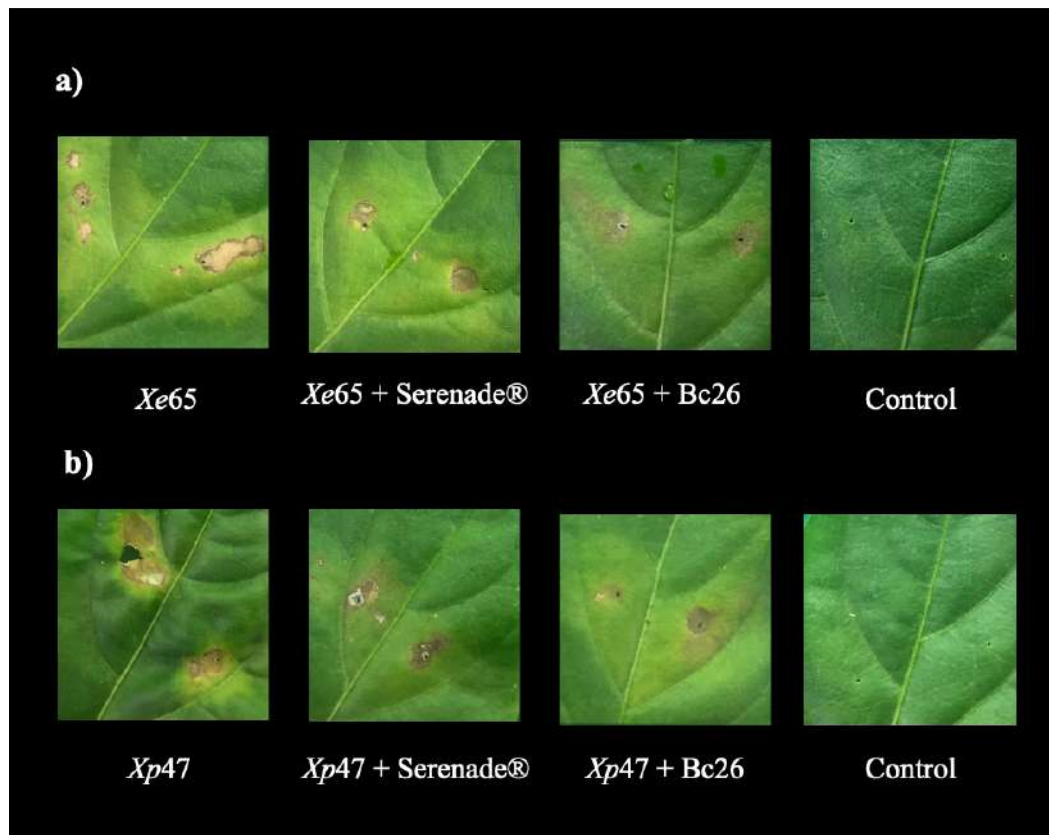 a)
Xe65
Xe65 + Serenade®
Xe65 + Bc26
Control
b)
Xp47
Xp47 + Serenade®
Xp47 + Bc26
Control